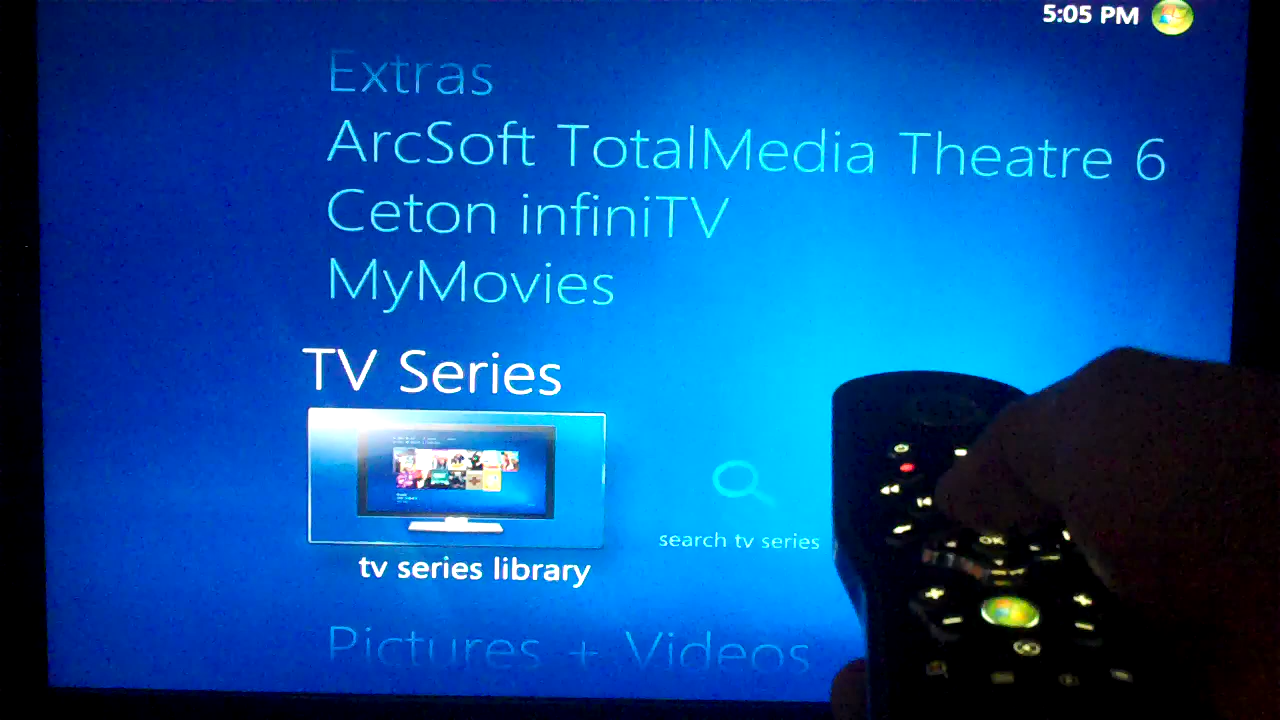 5:05 PM
Extras
ArcSoft TotalMedia Theatre 6
Ceton infiniTV
MyMovies
TV Series
tv series library
search tv series
Pictures + Videos
OK